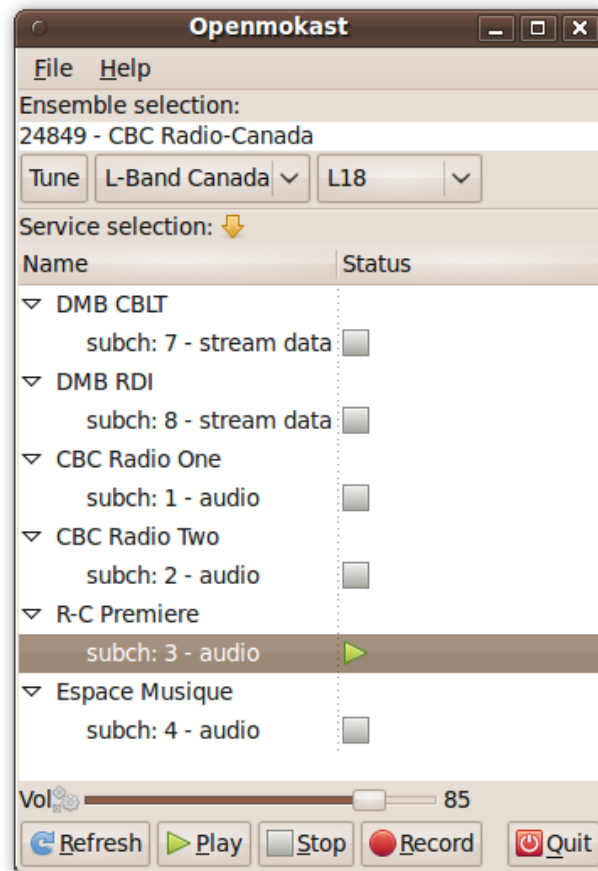 Openmokast
File Help
Ensemble selection:
24849 - CBC Radio-Canada
Tune L-Band Canada L18
Service selection:
Name Status
DMB CBLT
subch: 7 - stream data
DMB RDI
subch: 8 - stream data
CBC Radio One
subch: 1 - audio
CBC Radio Two
subch: 2 - audio
R-C Premiere
subch: 3 - audio
Espace Musique
subch: 4 - audio
Vol 85
Refresh Play Stop Record Quit